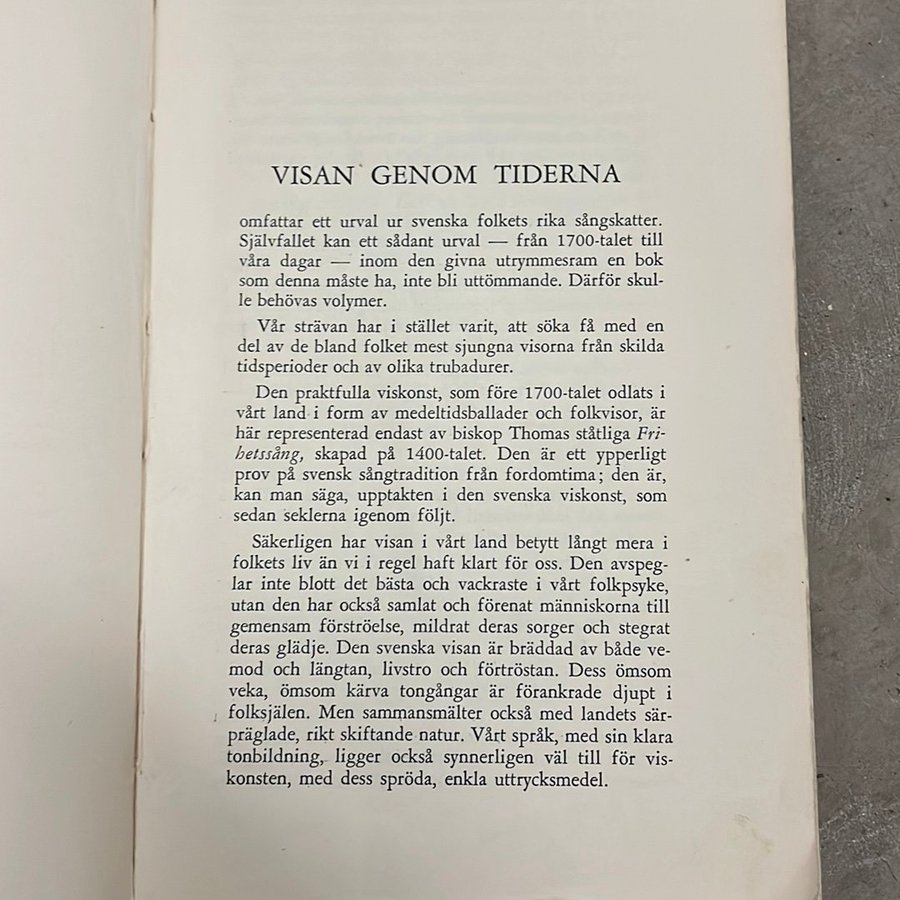 VISAN GENOM TIDERNA
omfattar ett urval ur svenska folkets rika sångskatter.
Självfallet kan ett sådant urval — från 1700-talet till
våra dagar — inom den givna utrymmesram en bok
som denna måste ha, inte bli uttömmande. Därför skul-
le behövas volymer.
Vår strävan har i stället varit, att söka få med en
del av de bland folket mest sjungna visorna från skilda
tidsperioder och av olika trubadurer.
Den praktfulla viskonst, som före 1700-talet odlats i
vårt land i form av medeltidsballader och folkvisor, är
här representerad endast av biskop Thomas ståtliga Fri-
hetssång, skapad på 1400-talet. Den är ett ypperligt
prov på svensk sångtradition från fordomtima; den är,
kan man säga, upptakten i den svenska viskonst, som
sedan seklerna igenom följt.
Säkerligen har visan i vårt land betytt långt mera i
folkets liv än vi i regel haft klart för oss. Den avspeg-
lar inte blott det bästa och vackraste i vårt folkpsyke,
utan den har också samlat och förenat människorna till
gemensam förströelse, mildrat deras sorger och stegrat
deras glädje. Den svenska visan är bräddad av både ve-
mod och längtan, livstro och förtröstan. Dess ömsom
veka, ömsom kärva tongångar är förankrade djupt i
folksjälen. Men sammansmälter också med landets sär-
präglade, rikt skiftande natur. Vårt språk, med sin klara
tonbildning, ligger också synnerligen väl till för vis-
konsten, med dess spröda, enkla uttrycksmedel.